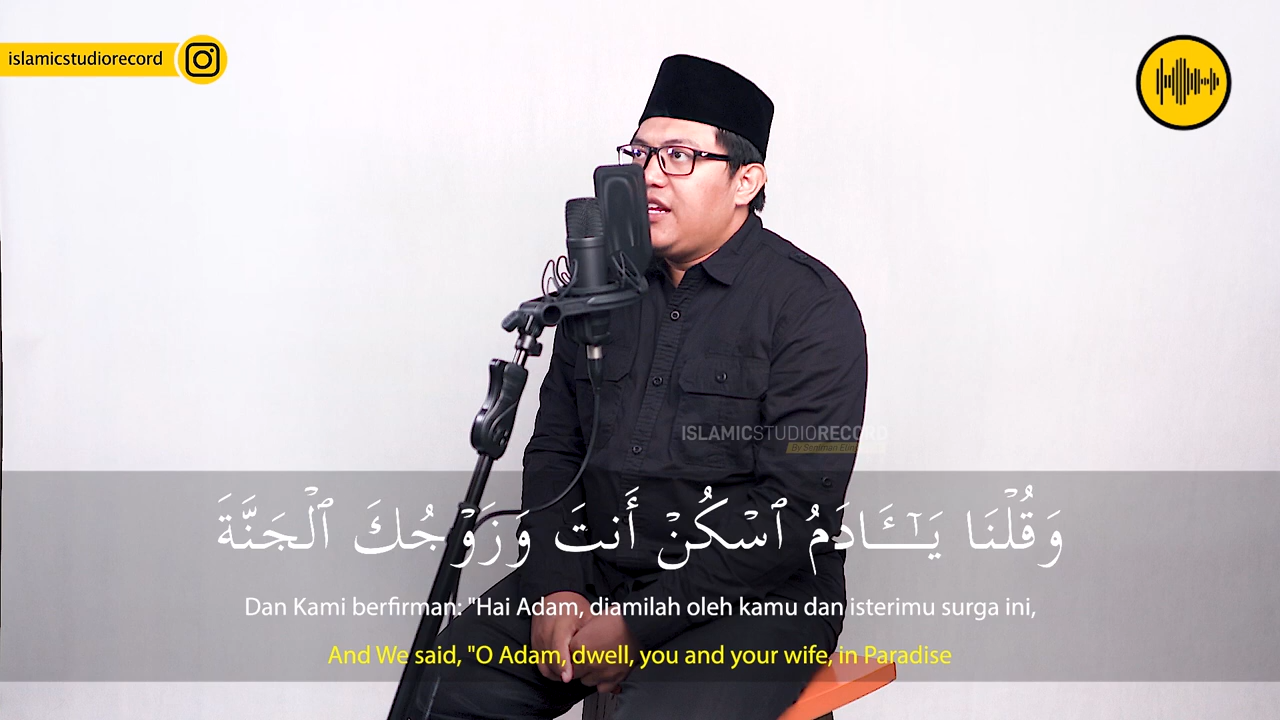 islamicstudiorecord
ISLAMICSTUDIORECORD
وَقُلْنَا يَـٰٓـَٔادَمُ ٱسْكُنْ أَنتَ وَزَوْجُكَ ٱلْجَنَّةَ
Dan Kami berfirman: "Hai Adam, diamilah oleh kamu dan isterimu surga ini,
And We said, "O Adam, dwell, you and your wife, in Paradise